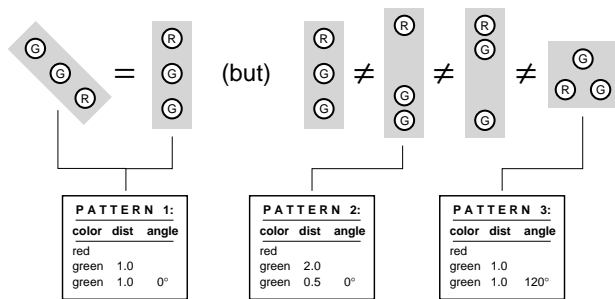 G
G
R
=
R
G
G
(but)
R
G
G
≠
R
G
G
≠
R
G
G
≠
G
R G
PATTERN 1:
color dist angle
red
green 1.0
green 1.0 0°
PATTERN 2:
color dist angle
red
green 2.0
green 0.5 0°
PATTERN 3:
color dist angle
red
green 1.0
green 1.0 120°